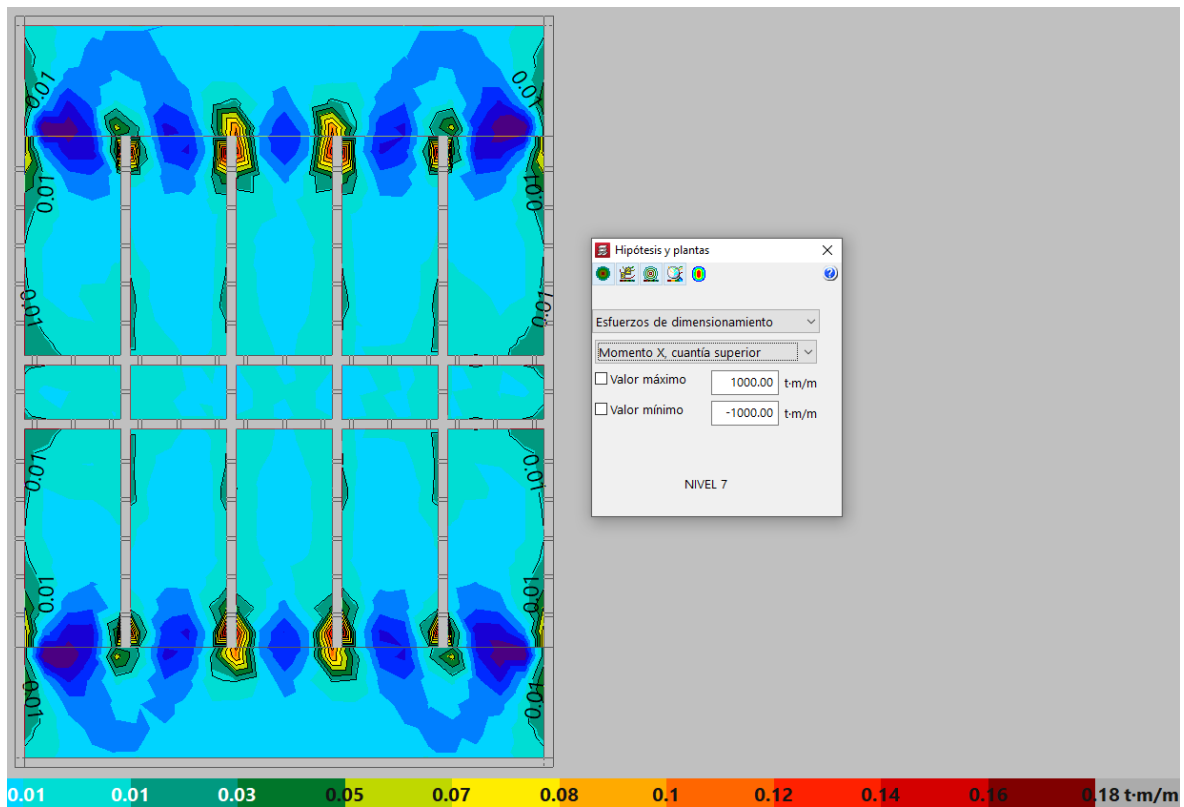 0.01
0.01
0.01
0.01
Hipótesis y plantas
Esfuerzos de dimensionamiento
Momento X, cuantía superior
Valor máximo 1000.00 t·m/m
Valor mínimo -1000.00 t·m/m
0.01
0.01
0.01
0.01
NIVEL 7
0.01
0.01
0.01
0.01
0.01 0.01 0.03 0.05 0.07 0.08 0.1 0.12 0.14 0.16 0.18 t·m/m